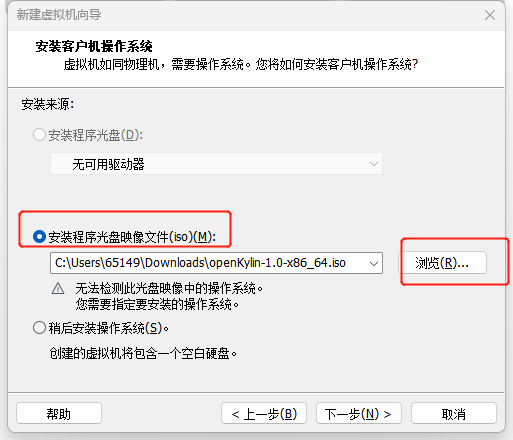 新建虚拟机向导
安装客户机操作系统
虚拟机如同物理机，需要操作系统。您将如何安装客户机操作系统?
安装来源:
安装程序光盘(D):
无可用驱动器
安装程序光盘映像文件(iso)(M):
C:\Users\65149\Downloads\openKylin-1.0-x86_64.iso
浏览(R)...
无法检测此光盘映像中的操作系统。
您需要指定要安装的操作系统。
稍后安装操作系统(S)。
创建的虚拟机将包含一个空白硬盘。
帮助
< 上一步(B)
下一步(N) >
取消